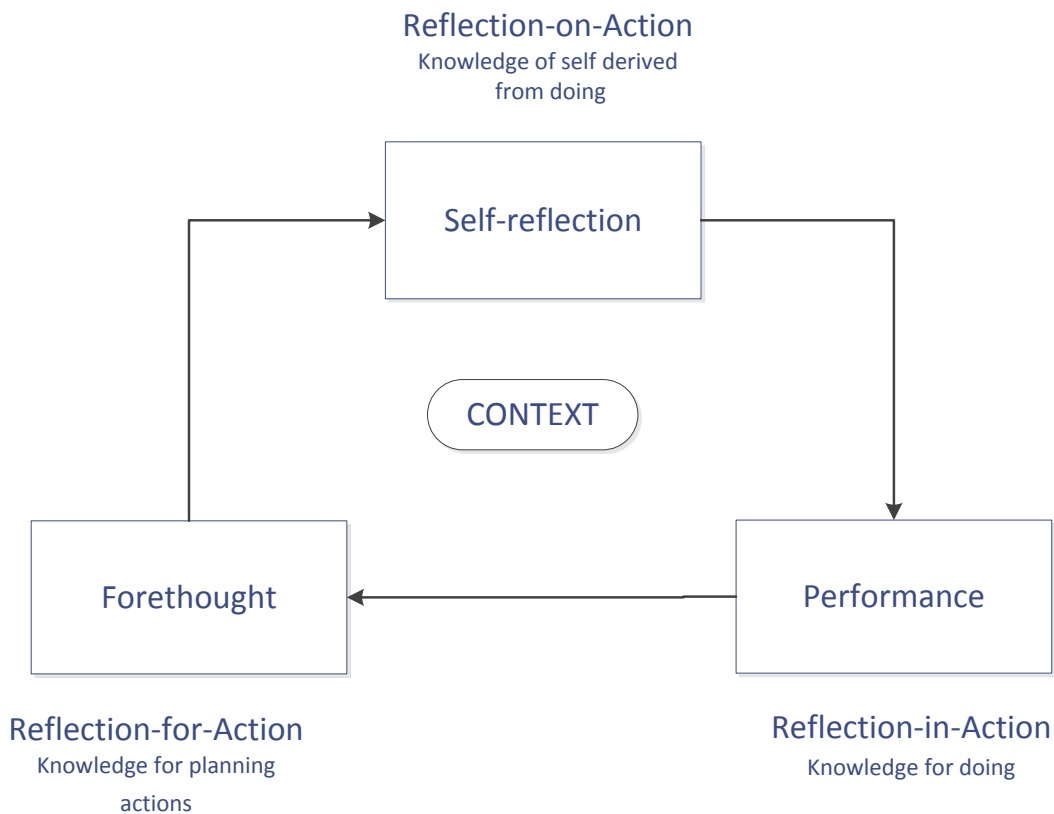 Reflection-on-Action
Knowledge of self derived
from doing
Self-reflection
CONTEXT
Forethought
Performance
Reflection-for-Action
Knowledge for planning
actions
Reflection-in-Action
Knowledge for doing